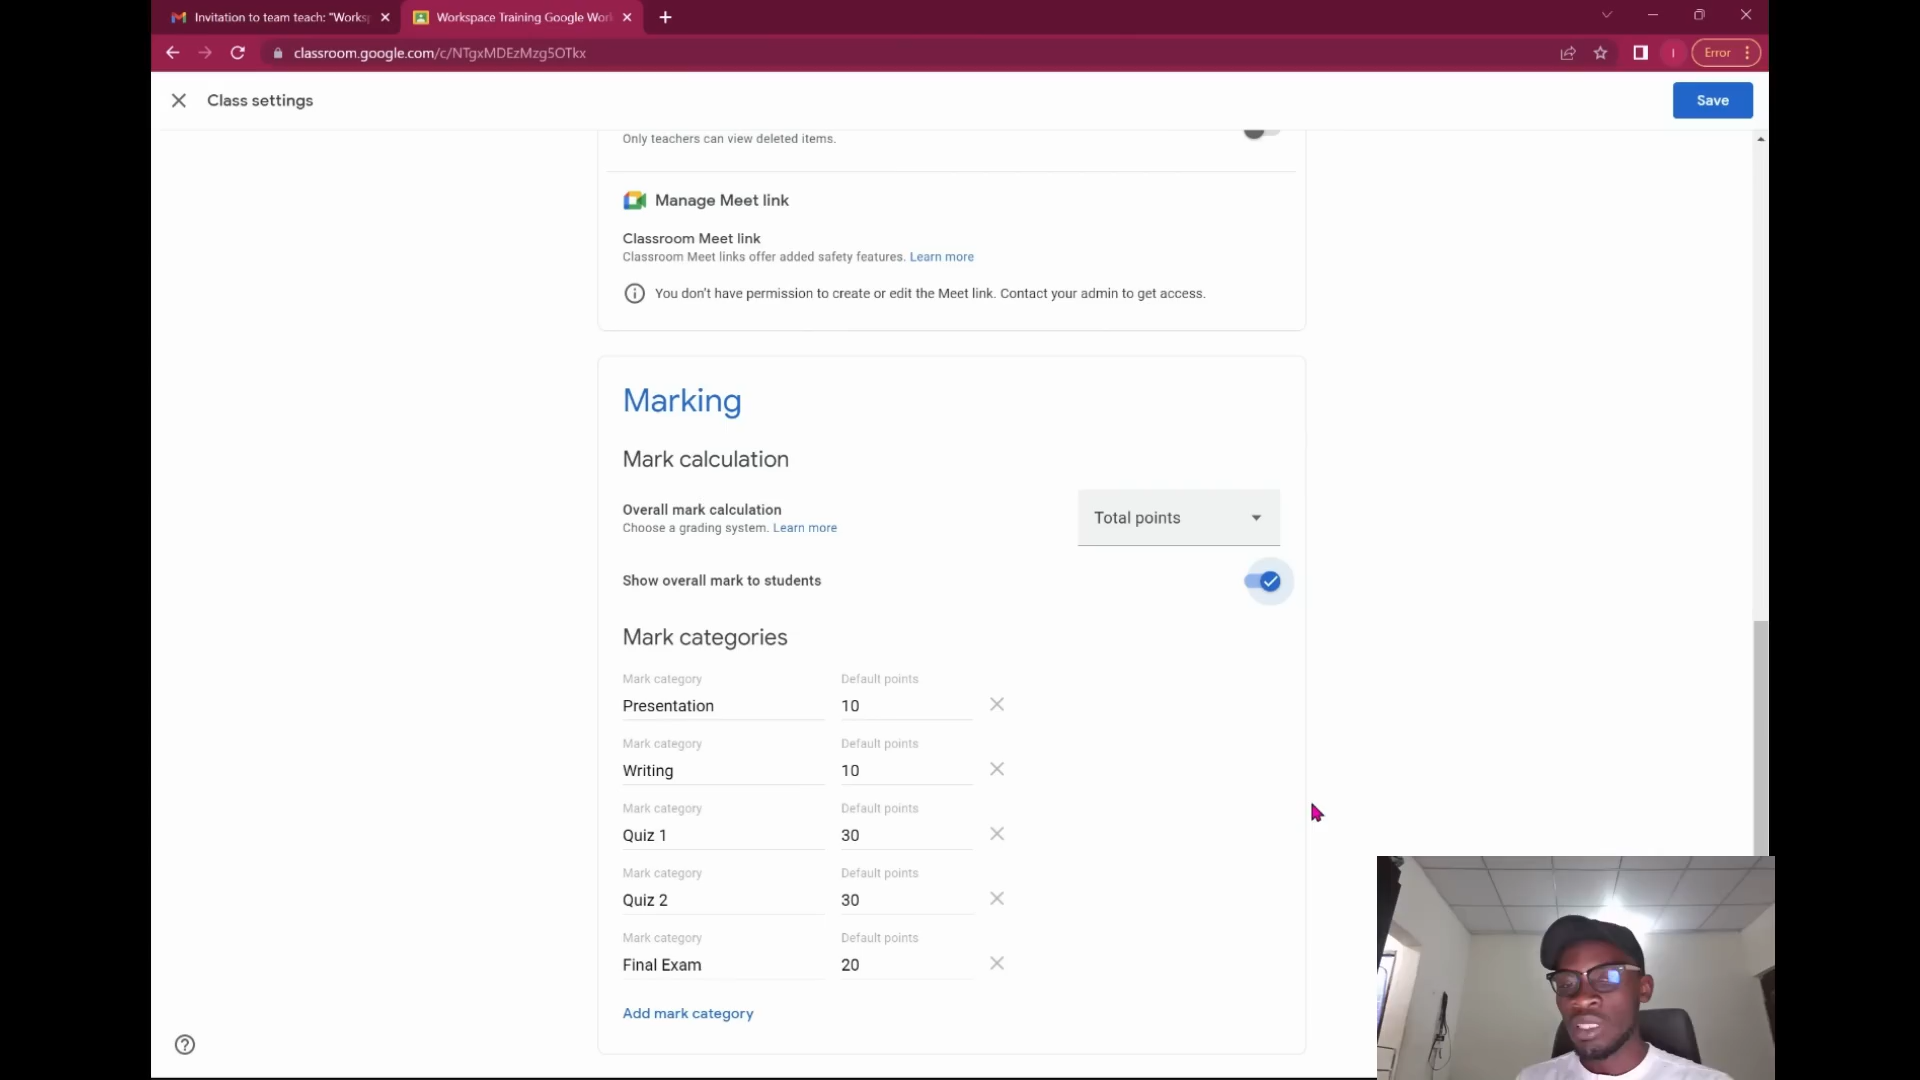 Invitation to team teach: "Works
Workspace Training Google Wor
classroom.google.com/c/NTgxMDEzMzg5OTkx
I
Error
Class settings
Save
Only teachers can view deleted items.
Manage Meet link
Classroom Meet link
Classroom Meet links offer added safety features. Learn more
You don't have permission to create or edit the Meet link. Contact your admin to get access.
Marking
Mark calculation
Overall mark calculation
Choose a grading system. Learn more
Total points
Show overall mark to students
Mark categories
Mark category Default points
Presentation 10
Mark category Default points
Writing 10
Mark category Default points
Quiz 1 30
Mark category Default points
Quiz 2 30
Mark category Default points
Final Exam 20
Add mark category